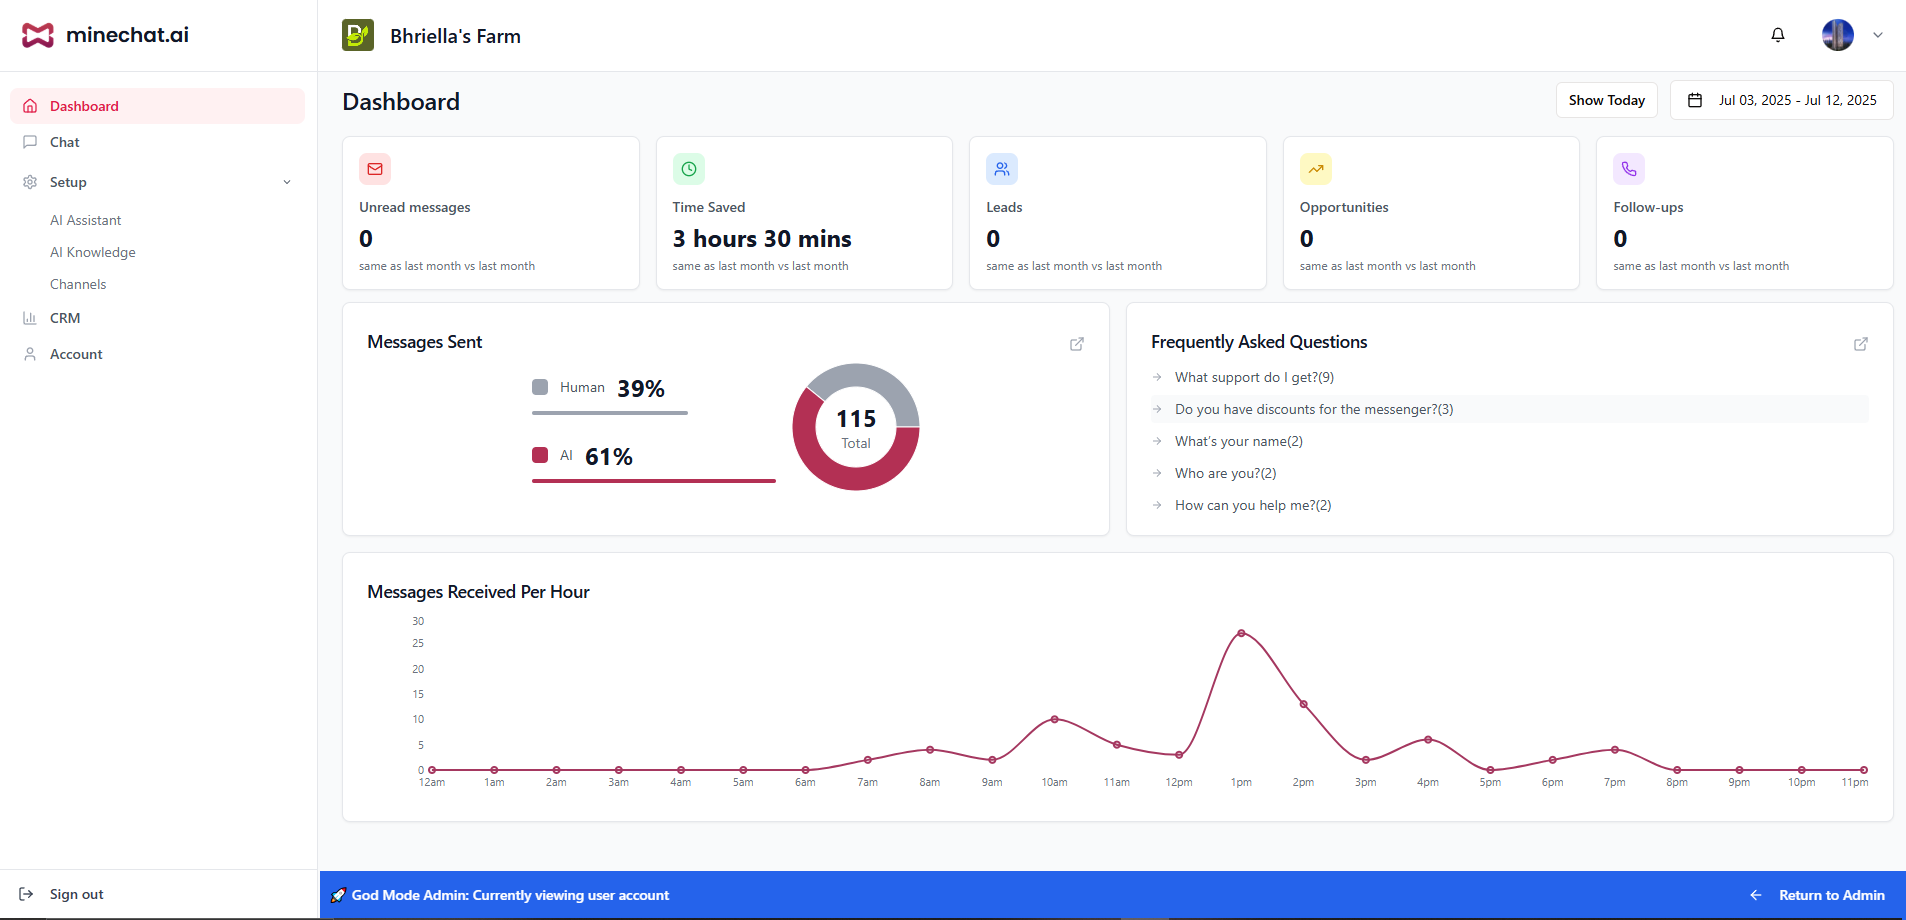 minechat.ai
Bhriella's Farm
Dashboard
Chat
Setup
AI Assistant
AI Knowledge
Channels
CRM
Account
Sign out
Dashboard
Show Today
Jul 03, 2025 - Jul 12, 2025
Unread messages
0
same as last month vs last month
Time Saved
3 hours 30 mins
same as last month vs last month
Leads
0
same as last month vs last month
Opportunities
0
same as last month vs last month
Follow-ups
0
same as last month vs last month
Messages Sent
Human 39%
AI 61%
115
Total
Frequently Asked Questions
What support do I get?(9)
Do you have discounts for the messenger?(3)
What's your name(2)
Who are you?(2)
How can you help me?(2)
Messages Received Per Hour
30
25
20
15
10
5
0
12am 1am 2am 3am 4am 5am 6am 7am 8am 9am 10am 11am 12pm 1pm 2pm 3pm 4pm 5pm 6pm 7pm 8pm 9pm 10pm 11pm
God Mode Admin: Currently viewing user account
Return to Admin